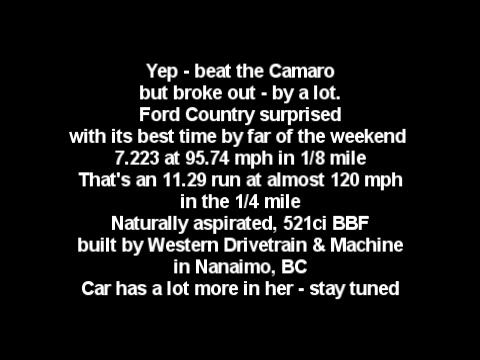 Yep - beat the Camaro
but broke out - by a lot.
Ford Country surprised
with its best time by far of the weekend
7.223 at 95.74 mph in 1/8 mile
That's an 11.29 run at almost 120 mph
in the 1/4 mile
Naturally aspirated, 521ci BBF
built by Western Drivetrain & Machine
in Nanaimo, BC
Car has a lot more in her - stay tuned